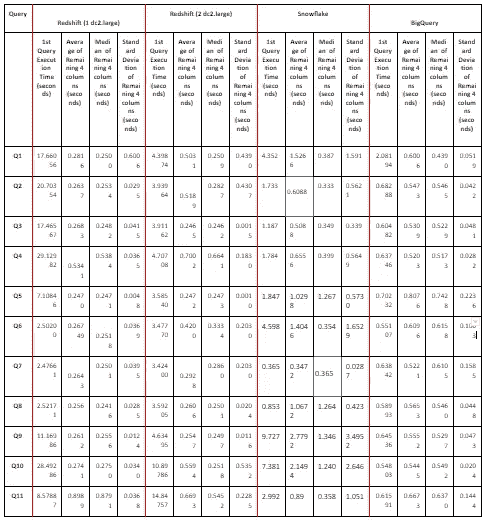 Query Redshift (1 dc2.large) Redshift (2 dc2.large) Snowflake BigQuery
1st Query Execution Time (seconds) Average of Remaining 4 columns (seconds) Median of Remaining 4 columns (seconds) Standard Deviation of Remaining 4 columns (seconds) 1st Query Execution Time (seconds) Average of Remaining 4 columns (seconds) Median of Remaining 4 columns (seconds) Standard Deviation of Remaining 4 columns (seconds) 1st Query Execution Time (seconds) Average of Remaining 4 columns (seconds) Median of Remaining 4 columns (seconds) Standard Deviation of Remaining 4 columns (seconds) 1st Query Execution Time (seconds) Average of Remaining 4 columns (seconds) Median of Remaining 4 columns (seconds) Standard Deviation of Remaining 4 columns (seconds)
Q1 17.66056 0.2816 0.2500 0.6006 4.39874 0.5031 0.2509 0.4390 4.352 1.5266 0.387 1.591 2.08194 0.6006 0.4390 0.0519
Q2 20.70354 0.2637 0.2534 0.0295 3.93964 0.5189 0.2827 0.4307 1.733 0.6088 0.333 0.5621 0.68288 0.5473 0.5465 0.0422
Q3 17.46567 0.2683 0.2482 0.0415 3.91162 0.2465 0.2462 0.0015 1.187 0.5088 0.349 0.339 0.60482 0.5309 0.5229 0.0481
Q4 29.12982 0.5341 0.5384 0.0365 4.70708 0.7002 0.6641 0.1830 1.784 0.6556 0.399 0.5649 0.63746 0.5203 0.5173 0.0282
Q5 7.10846 0.2470 0.2471 0.0048 3.58540 0.2472 0.2473 0.0010 1.847 1.0298 1.267 0.5730 0.70232 0.8076 0.7428 0.2236
Q6 2.50200 0.26749 0.2518 0.0369 3.47770 0.4200 0.3334 0.2030 4.598 1.4046 0.354 1.6529 0.55107 0.6096 0.6158
Q7 2.47661 0.2643 0.2501 0.0395 3.42400 0.2928 0.2860 0.2030 0.365 0.3472 0.365 0.0287 0.63842 0.5221 0.5105 0.1585
Q8 2.52171 0.256 0.2416 0.0285 3.59205 0.2606 0.2501 0.0204 0.853 1.0672 1.264 0.423 0.58993 0.5653 0.5460 0.0448
Q9 11.16986 0.2612 0.2556 0.0124 4.63495 0.2547 0.2497 0.0116 9.727 2.7792 1.346 3.4952 0.64536 0.5552 0.5297 0.0473
Q10 28.49286 0.2741 0.2750 0.0340 10.89786 0.5594 0.2518 0.5352 7.381 2.1494 1.240 2.646 0.54803 0.5445 0.5492 0.0204
Q11 8.57887 0.8989 0.8791 0.0368 14.84757 0.6693 0.5452 0.2285 2.992 0.89 0.358 1.051 0.61591 0.6673 0.6370 0.1444